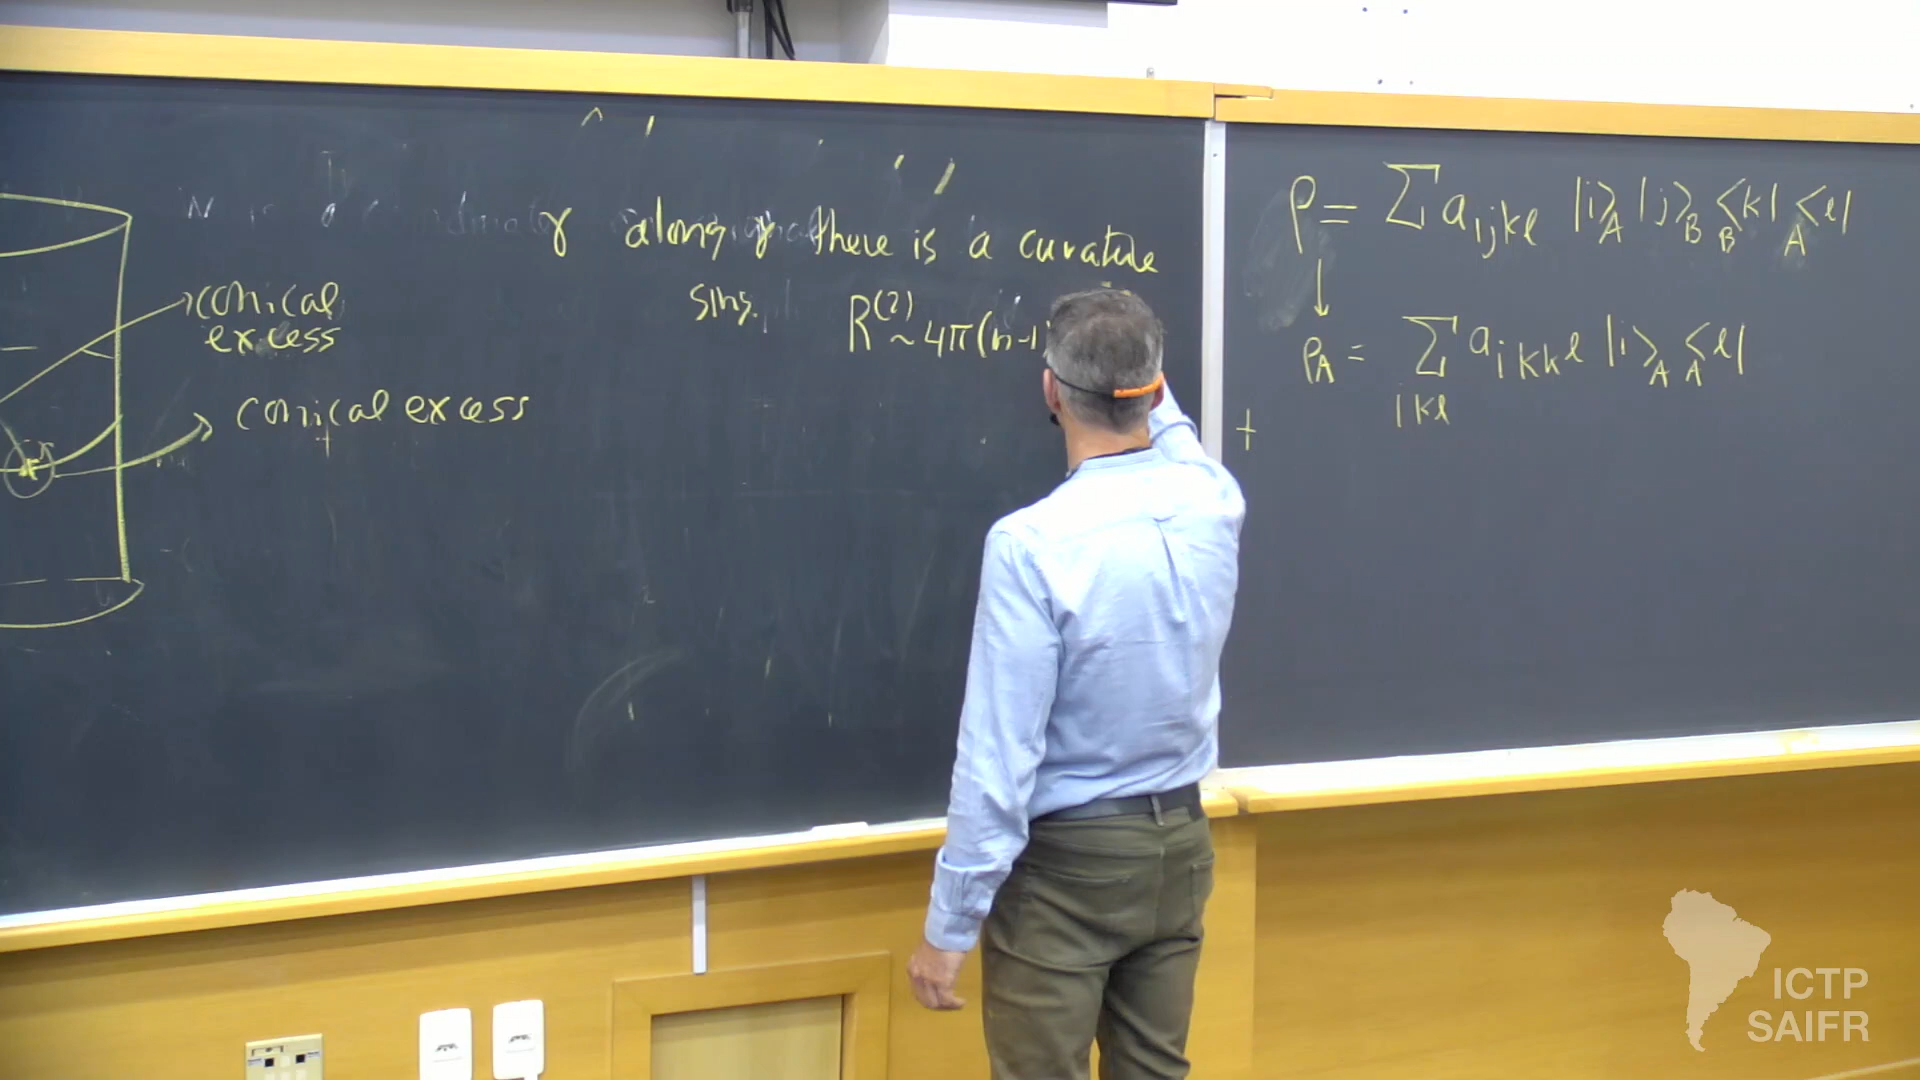 γ along γ there is a curvature
sing. R^(2) ~ 4π(n-1
conical
excess
conical excess
ρ = Σ a_ijkl |i>_A |j>_B _B<k| _A<l|
↓
ρ_A = Σ a_ikkl |i>_A _A<l|
ikl
ICTP
SAIFR